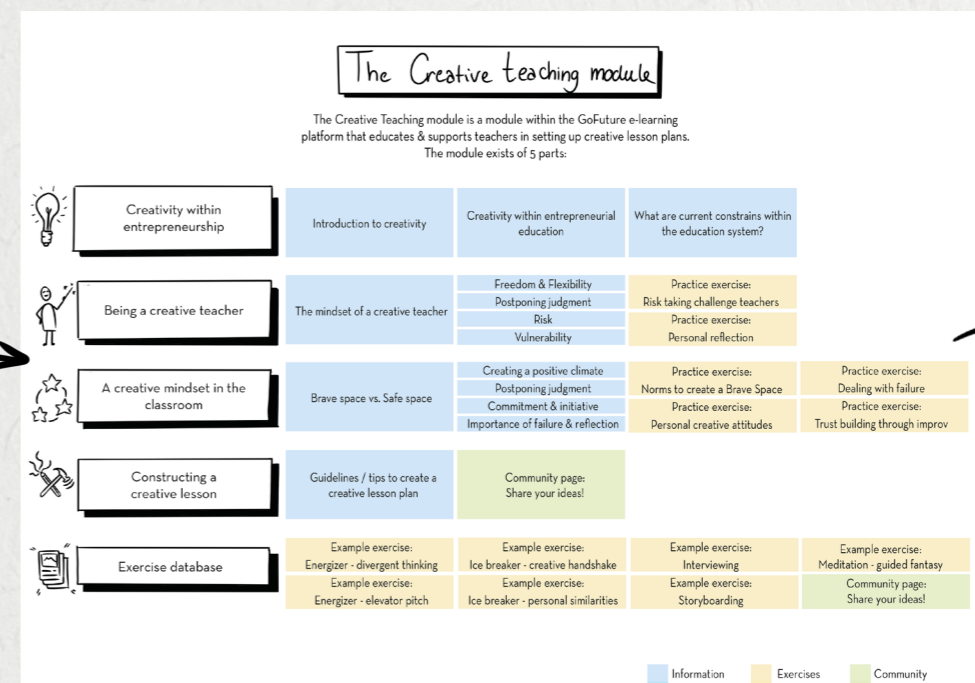 The Creative teaching module
The Creative Teaching module is a module within the GoFuture e-learning
platform that educates & supports teachers in setting up creative lesson plans.
The module exists of 5 parts:
Creativity within
entrepreneurship
Introduction to creativity
Creativity within entrepreneurial
education
What are current constrains within
the education system?
Being a creative teacher
The mindset of a creative teacher
Freedom & Flexibility
Postponing judgment
Risk
Vulnerability
Practice exercise:
Risk taking challenge teachers
Practice exercise:
Personal reflection
A creative mindset in the
classroom
Brave space vs. Safe space
Creating a positive climate
Postponing judgment
Commitment & initiative
Importance of failure & reflection
Practice exercise:
Norms to create a Brave Space
Practice exercise:
Personal creative attitudes
Practice exercise:
Dealing with failure
Practice exercise:
Trust building through improv
Constructing a
creative lesson
Guidelines / tips to create a
creative lesson plan
Community page:
Share your ideas!
Exercise database
Example exercise:
Energizer - divergent thinking
Example exercise:
Energizer - elevator pitch
Example exercise:
Ice breaker - creative handshake
Example exercise:
Ice breaker - personal similarities
Example exercise:
Interviewing
Example exercise:
Storyboarding
Example exercise:
Meditation - guided fantasy
Community page:
Share your ideas!
Information
Exercises
Community